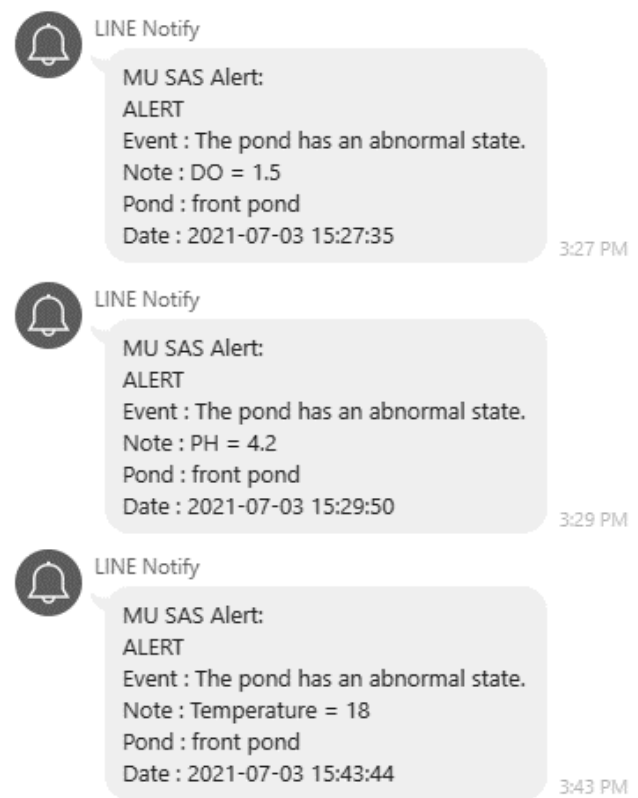 LINE Notify
MU SAS Alert:
ALERT
Event : The pond has an abnormal state.
Note : DO = 1.5
Pond : front pond
Date : 2021-07-03 15:27:35
3:27 PM
LINE Notify
MU SAS Alert:
ALERT
Event : The pond has an abnormal state.
Note : PH = 4.2
Pond : front pond
Date : 2021-07-03 15:29:50
3:29 PM
LINE Notify
MU SAS Alert:
ALERT
Event : The pond has an abnormal state.
Note : Temperature = 18
Pond : front pond
Date : 2021-07-03 15:43:44
3:43 PM